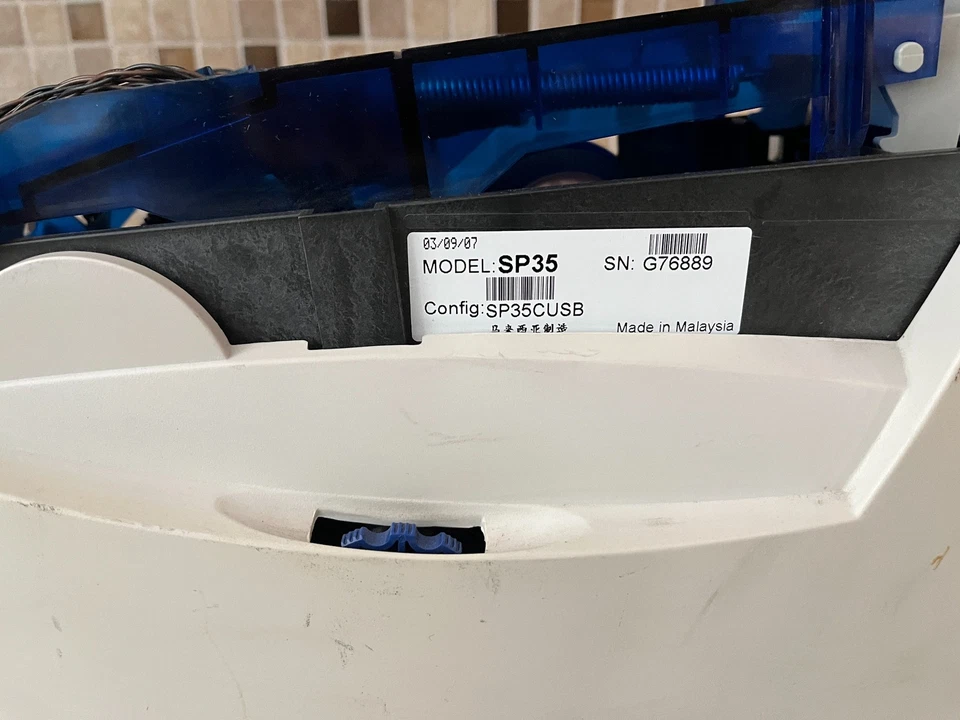 03/09/07
MODEL: SP35 SN: G76889
Config: SP35CUSB
马来西亚制造 Made in Malaysia